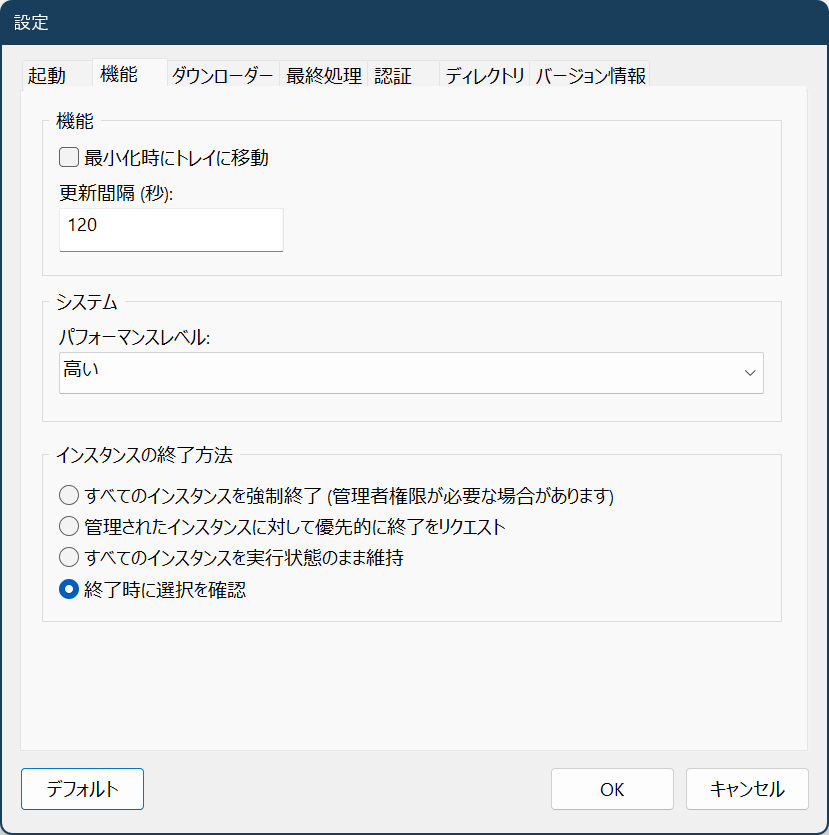 設定
起動 機能 ダウンローダー 最終処理 認証 ディレクトリ バージョン情報
機能
最小化時にトレイに移動
更新間隔 (秒):
120
システム
パフォーマンスレベル:
高い
インスタンスの終了方法
すべてのインスタンスを強制終了 (管理者権限が必要な場合があります)
管理されたインスタンスに対して優先的に終了をリクエスト
すべてのインスタンスを実行状態のまま維持
終了時に選択を確認
デフォルト OK キャンセル